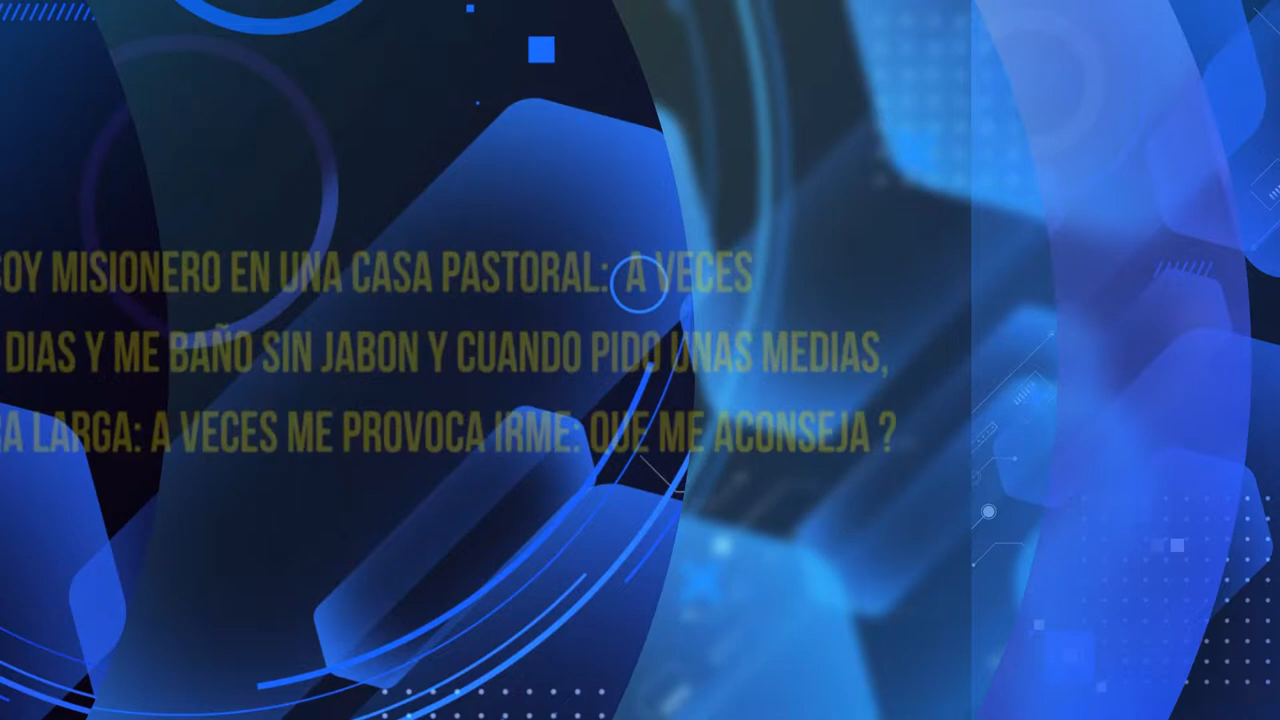 SOY MISIONERO EN UNA CASA PASTORAL: A VECES
DIAS Y ME BAÑO SIN JABON Y CUANDO PIDO UNAS MEDIAS,
LARGA: A VECES ME PROVOCA IRME: QUE ME ACONSEJA ?